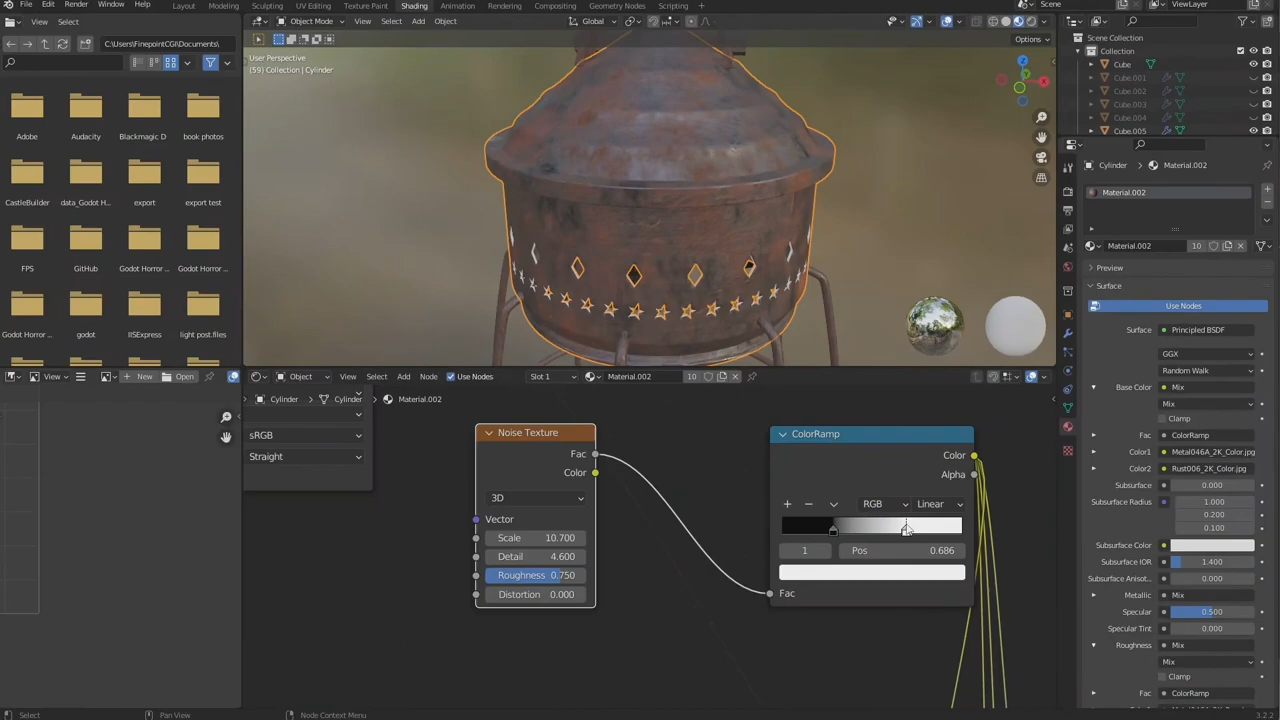 File Edit Render Window Help
Layout Modeling Sculpting UV Editing Texture Paint Shading Animation Rendering Compositing Geometry Nodes Scripting
Scene ViewLayer
View Select
Object Mode View Select Add Object Global
Options
C:\Users\FinepointCGI\Documents\
User Perspective
(59) Collection | Cylinder
Scene Collection
Collection
Cube
Cube.001
Cube.002
Cube.003
Cube.004
Cube.005
Adobe Audacity Blackmagic D book photos
CastleBuilder data_Godot H... export export test
FPS GitHub Godot Horror ... Godot Horror ...
Godot Horror ... godot IISExpress light post.files
Cylinder Material.002
Material.002
Material.002 10
Preview
Surface
Use Nodes
Surface Principled BSDF
GGX
Random Walk
Base Color Mix
Mix
Clamp
Fac ColorRamp
Color1 Metal046A_2K_Color.jpg
Color2 Rust006_2K_Color.jpg
Subsurface 0.000
Subsurface Radius 1.000
0.200
0.100
Subsurface Color
Subsurface IOR 1.400
Subsurface Anisot... 0.000
Metallic Mix
Specular 0.500
Specular Tint 0.000
Roughness Mix
Mix
Clamp
Fac ColorRamp
View New Open
Object View Select Add Node Use Nodes Slot 1 Material.002 10
Cylinder Cylinder Material.002
sRGB
Straight
Noise Texture
Fac
Color
3D
Vector
Scale 10.700
Detail 4.600
Roughness 0.750
Distortion 0.000
ColorRamp
Color
Alpha
RGB Linear
1 Pos 0.686
Fac
Select Pan View Node Context Menu 3.2.2